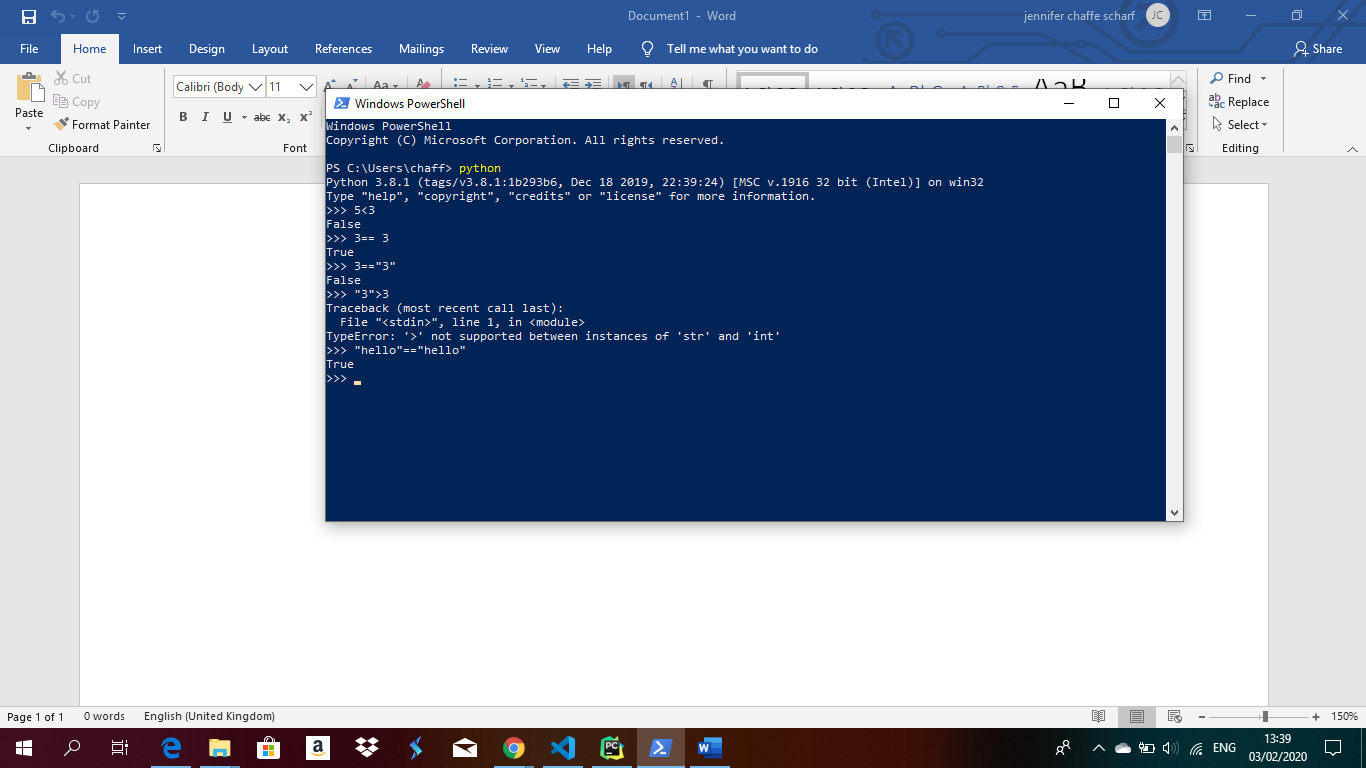 Document1 - Word
jennifer chaffe scharf
JC
File Home Insert Design Layout References Mailings Review View Help Tell me what you want to do Share
Paste
Cut
Copy
Format Painter
Clipboard
Calibri (Body 11
B I U abc x₂ x²
Font
Find
Replace
Select
Editing
Windows PowerShell
Windows PowerShell
Copyright (C) Microsoft Corporation. All rights reserved.
PS C:\Users\chaff> python
Python 3.8.1 (tags/v3.8.1:1b293b6, Dec 18 2019, 22:39:24) [MSC v.1916 32 bit (Intel)] on win32
Type "help", "copyright", "credits" or "license" for more information.
>>> 5<3
False
>>> 3== 3
True
>>> 3=="3"
False
>>> "3">3
Traceback (most recent call last):
  File "<stdin>", line 1, in <module>
TypeError: '>' not supported between instances of 'str' and 'int'
>>> "hello"=="hello"
True
>>>
Page 1 of 1 0 words English (United Kingdom) 150%
ENG
13:39
03/02/2020